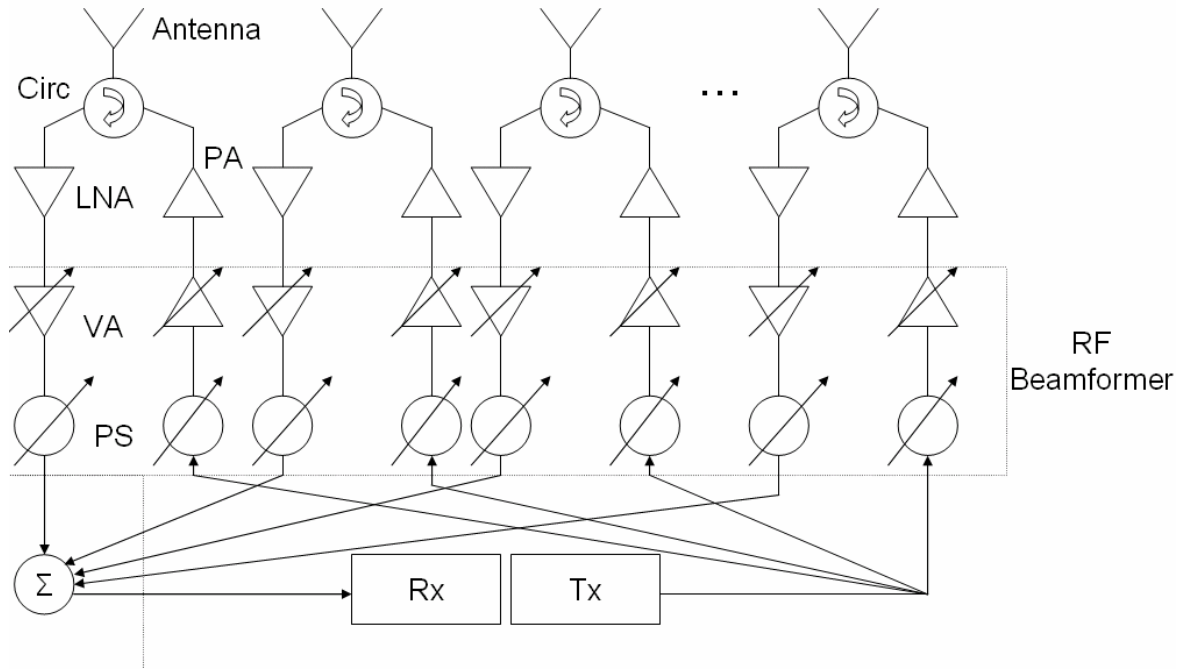 Antenna
Circ
...
PA
LNA
VA
RF
Beamformer
PS
Σ
Rx
Tx